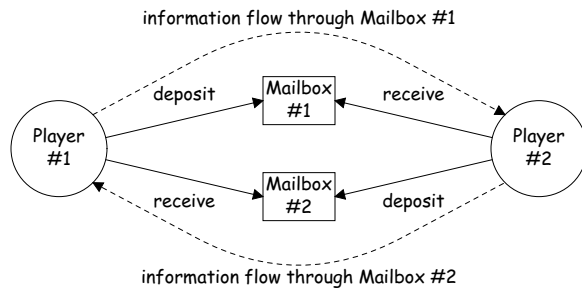 information flow through Mailbox #1
deposit
Mailbox
#1
receive
Player
#1
Player
#2
receive
Mailbox
#2
deposit
information flow through Mailbox #2